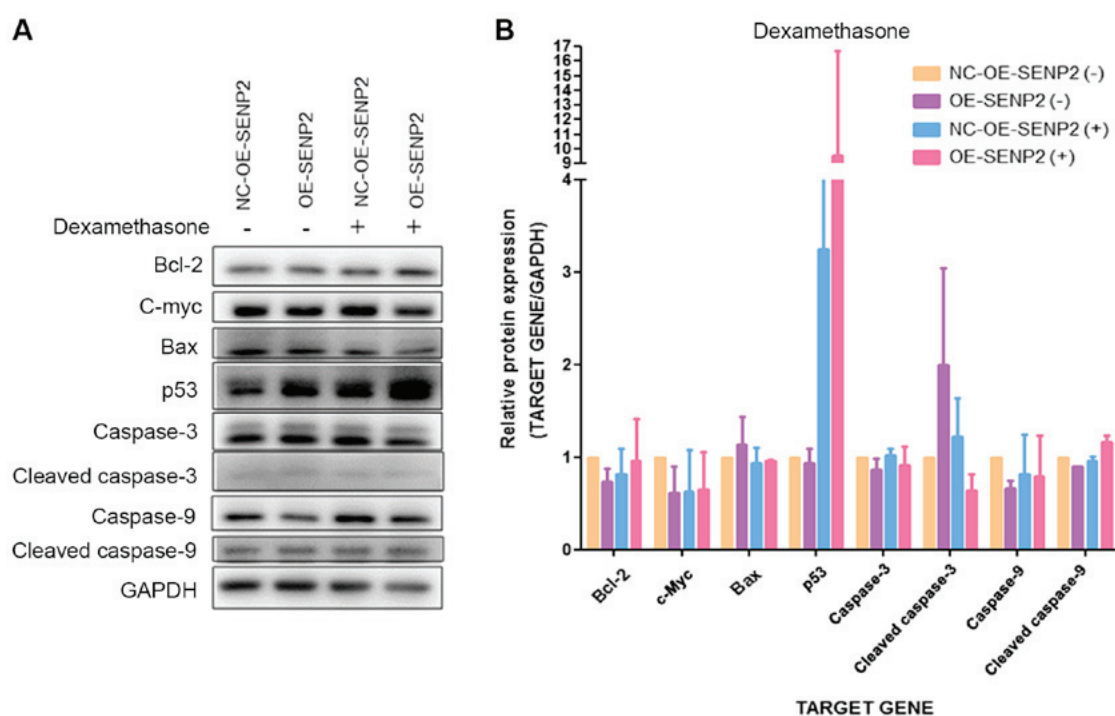 A
NC-OE-SENP2
OE-SENP2
NC-OE-SENP2
OE-SENP2
Dexamethasone - - + +
Bcl-2
C-myc
Bax
p53
Caspase-3
Cleaved caspase-3
Caspase-9
Cleaved caspase-9
GAPDH
B
Dexamethasone
NC-OE-SENP2 (-)
OE-SENP2 (-)
NC-OE-SENP2 (+)
OE-SENP2 (+)
Relative protein expression
(TARGET GENE/GAPDH)
17
16
15
14
13
12
11
10
9
4
3
2
1
0
Bcl-2
c-Myc
Bax
p53
Caspase-3
Cleaved caspase-3
Caspase-9
Cleaved caspase-9
TARGET GENE